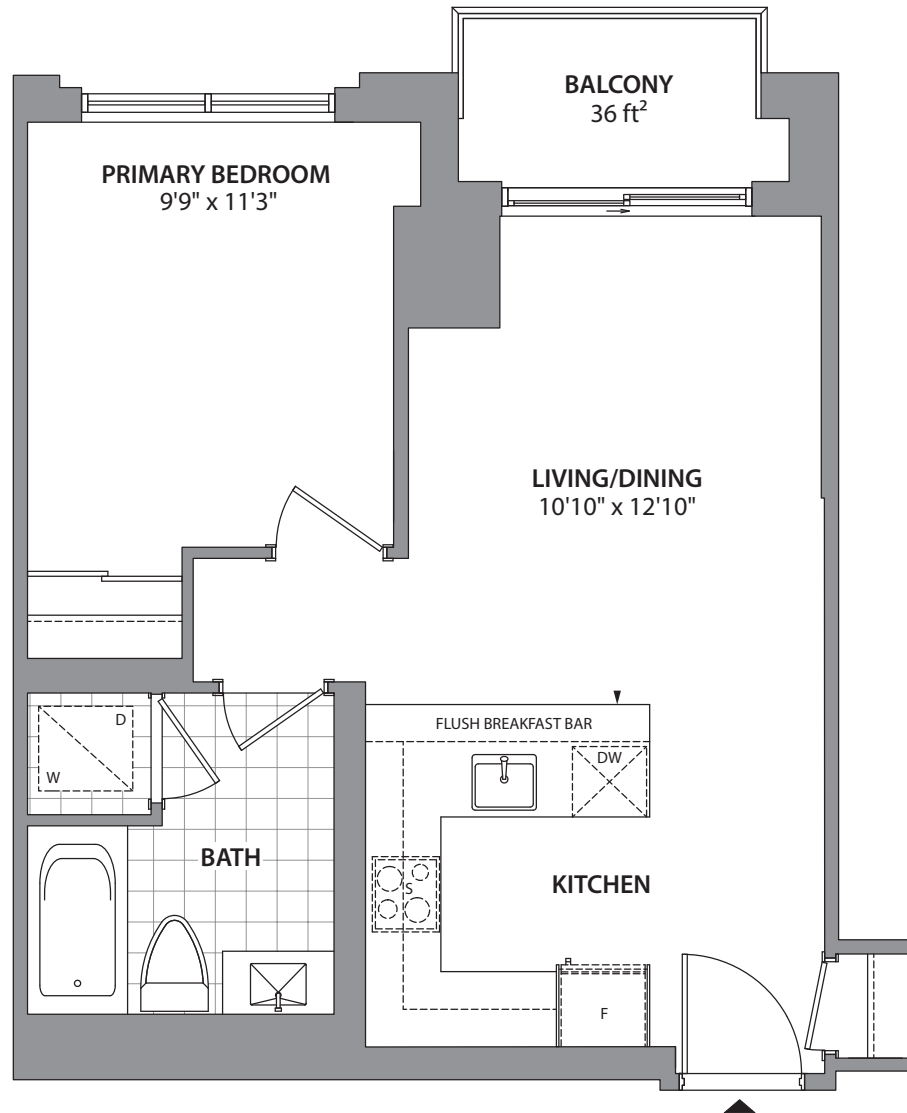 BALCONY
36 ft²
PRIMARY BEDROOM
9'9" x 11'3"
LIVING/DINING
10'10" x 12'10"
FLUSH BREAKFAST BAR
D
W
DW
BATH
S
KITCHEN
F